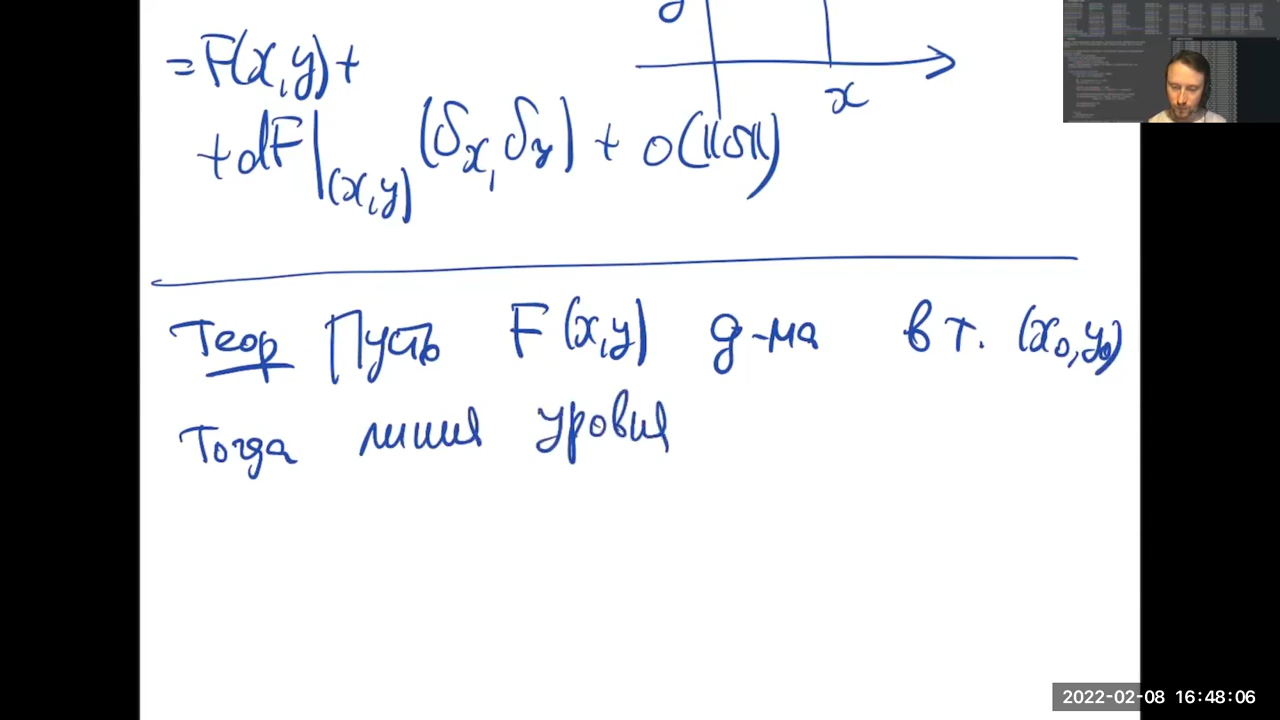 y
= F(x,y) +
x
+ dF|(x,y) (δx, δy) + o(||δ||)
Теор Пусть F(x,y) д-ма в т. (x₀,y₀)
Тогда линия уровня
2022-02-08 16:48:06